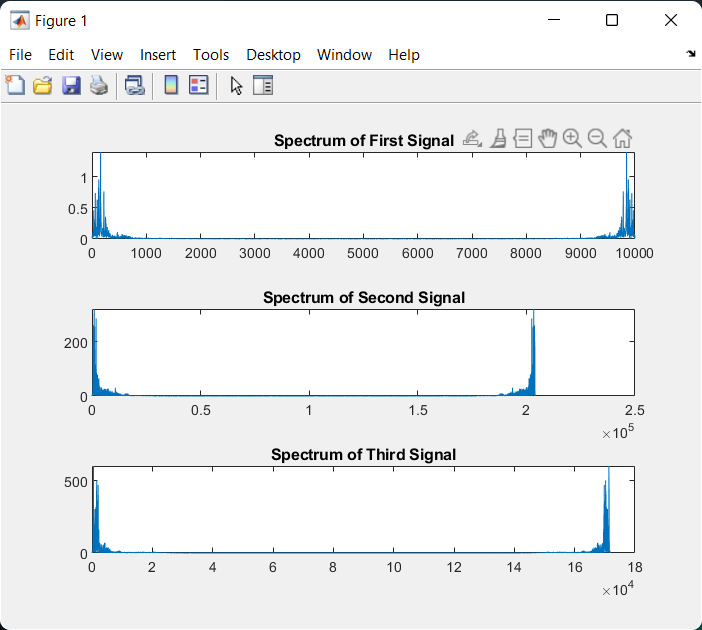 Figure 1
File Edit View Insert Tools Desktop Window Help
Spectrum of First Signal
1
0.5
0
0 1000 2000 3000 4000 5000 6000 7000 8000 9000 10000
Spectrum of Second Signal
200
0
0 0.5 1 1.5 2 2.5
×10^5
Spectrum of Third Signal
500
0
0 2 4 6 8 10 12 14 16 18
×10^4